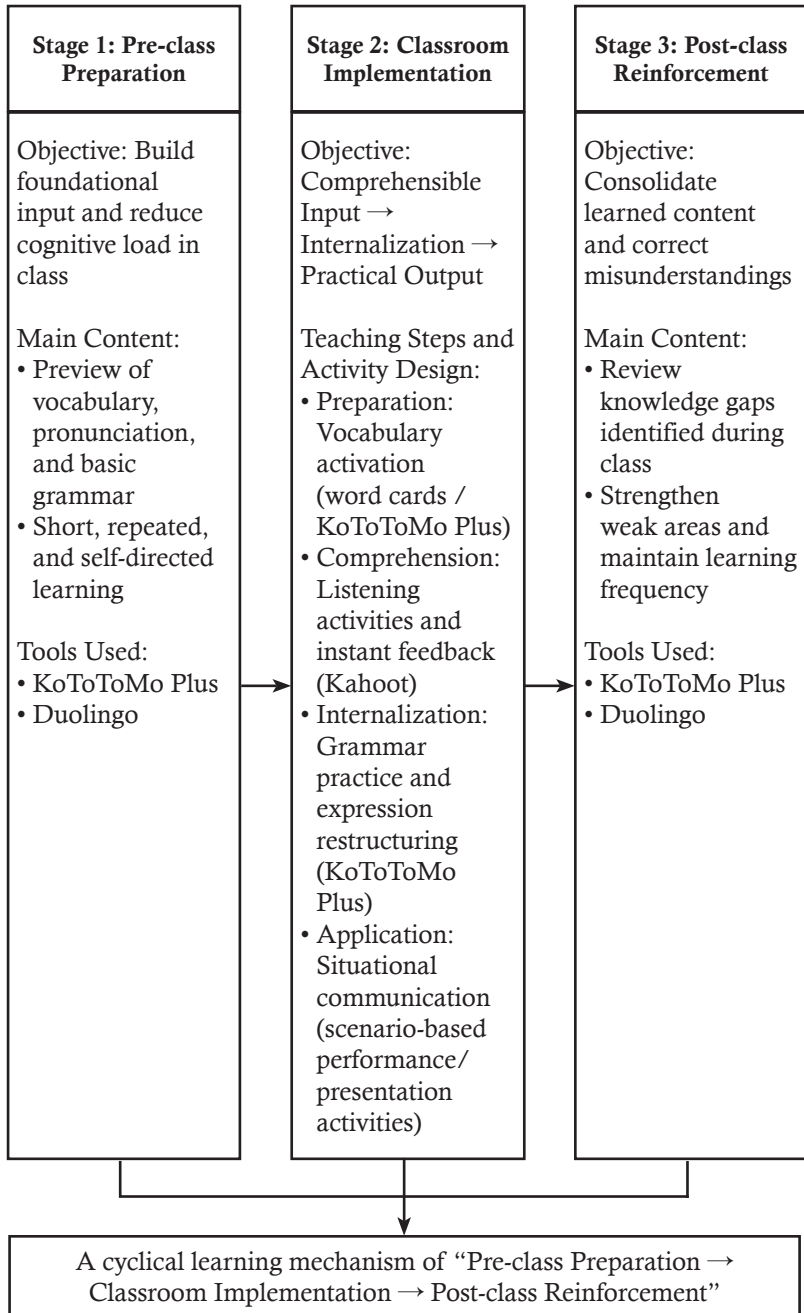 Stage 1: Pre-class
Preparation
Objective: Build
foundational
input and reduce
cognitive load in
class
Main Content:
• Preview of
vocabulary,
pronunciation,
and basic
grammar
• Short, repeated,
and self-directed
learning
Tools Used:
• KoToToMo Plus
• Duolingo
Stage 2: Classroom
Implementation
Objective:
Comprehensible
Input →
Internalization →
Practical Output
Teaching Steps and
Activity Design:
• Preparation:
Vocabulary
activation
(word cards /
KoToToMo Plus)
• Comprehension:
Listening
activities and
instant feedback
(Kahoot)
• Internalization:
Grammar
practice and
expression
restructuring
(KoToToMo
Plus)
• Application:
Situational
communication
(scenario-based
performance/
presentation
activities)
Stage 3: Post-class
Reinforcement
Objective:
Consolidate
learned content
and correct
misunderstandings
Main Content:
• Review
knowledge gaps
identified during
class
• Strengthen
weak areas and
maintain learning
frequency
Tools Used:
• KoToToMo Plus
• Duolingo
A cyclical learning mechanism of “Pre-class Preparation →
Classroom Implementation → Post-class Reinforcement”